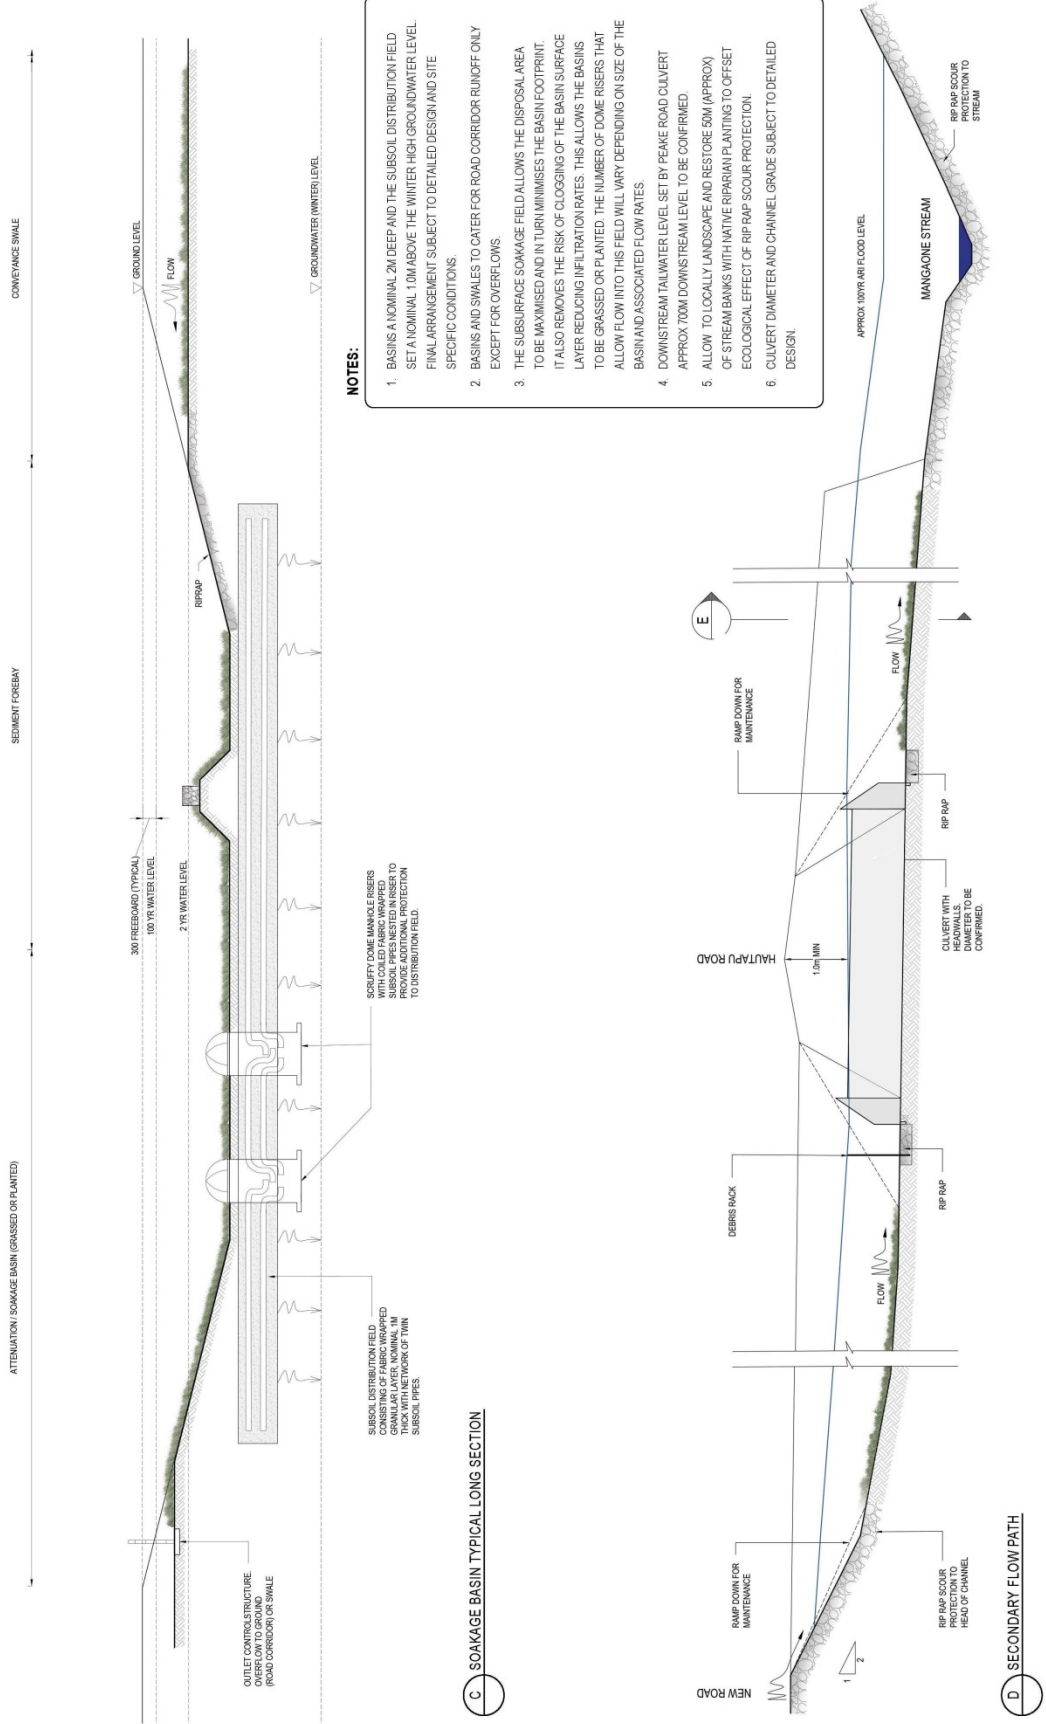 ATTENUATION / SOAKAGE BASIN (GRASSED OR PLANTED)
SEDIMENT FOREBAY
CONVEYANCE SWALE
300 FREEBOARD (TYPICAL)
100 YR WATER LEVEL
2 YR WATER LEVEL
GROUND LEVEL
FLOW
RIPRAP
GROUNDWATER (WINTER) LEVEL
OUTLET CONTROLSTRUCTURE.
OVERFLOW TO GROUND
(ROAD CORRIDOR) OR SWALE
SUBSOIL DISTRIBUTION FIELD
CONSISTING OF FABRIC WRAPPED
GRANULAR LAYER, NOMINAL 1M
THICK WITH NETWORK OF TWIN
SUBSOIL PIPES.
SCRUFFY DOME MANHOLE RISERS
WITH COILED FABRIC WRAPPED
SUBSOIL PIPES NESTED IN RISER TO
PROVIDE ADDITIONAL PROTECTION
TO DISTRIBUTION FIELD.
C
SOAKAGE BASIN TYPICAL LONG SECTION
NOTES:
1. BASINS A NOMINAL 2M DEEP AND THE SUBSOIL DISTRIBUTION FIELD
SET A NOMINAL 1.0M ABOVE THE WINTER HIGH GROUNDWATER LEVEL.
FINAL ARRANGEMENT SUBJECT TO DETAILED DESIGN AND SITE
SPECIFIC CONDITIONS.
2. BASINS AND SWALES TO CATER FOR ROAD CORRIDOR RUNOFF ONLY
EXCEPT FOR OVERFLOWS.
3. THE SUBSURFACE SOAKAGE FIELD ALLOWS THE DISPOSAL AREA
TO BE MAXIMISED AND IN TURN MINIMISES THE BASIN FOOTPRINT.
IT ALSO REMOVES THE RISK OF CLOGGING OF THE BASIN SURFACE
LAYER REDUCING INFILTRATION RATES. THIS ALLOWS THE BASINS
TO BE GRASSED OR PLANTED. THE NUMBER OF DOME RISERS THAT
ALLOW FLOW INTO THIS FIELD WILL VARY DEPENDING ON SIZE OF THE
BASIN AND ASSOCIATED FLOW RATES.
4. DOWNSTREAM TAILWATER LEVEL SET BY PEAKE ROAD CULVERT
APPROX 700M DOWNSTREAM LEVEL TO BE CONFIRMED.
5. ALLOW TO LOCALLY LANDSCAPE AND RESTORE 50M (APPROX)
OF STREAM BANKS WITH NATIVE RIPARIAN PLANTING TO OFFSET
ECOLOGICAL EFFECT OF RIP RAP SCOUR PROTECTION.
6. CULVERT DIAMETER AND CHANNEL GRADE SUBJECT TO DETAILED
DESIGN.
NEW ROAD
1
2
RAMP DOWN FOR
MAINTENANCE
RIP RAP SCOUR
PROTECTION TO
HEAD OF CHANNEL
FLOW
DEBRIS RACK
RIP RAP
HAUTAPU ROAD
1.0m MIN
CULVERT WITH
HEADWALLS.
DIAMETER TO BE
CONFIRMED.
RAMP DOWN FOR
MAINTENANCE
RIP RAP
E
FLOW
APPROX 100YR ARI FLOOD LEVEL
MANGAONE STREAM
RIP RAP SCOUR
PROTECTION TO
STREAM
D
SECONDARY FLOW PATH